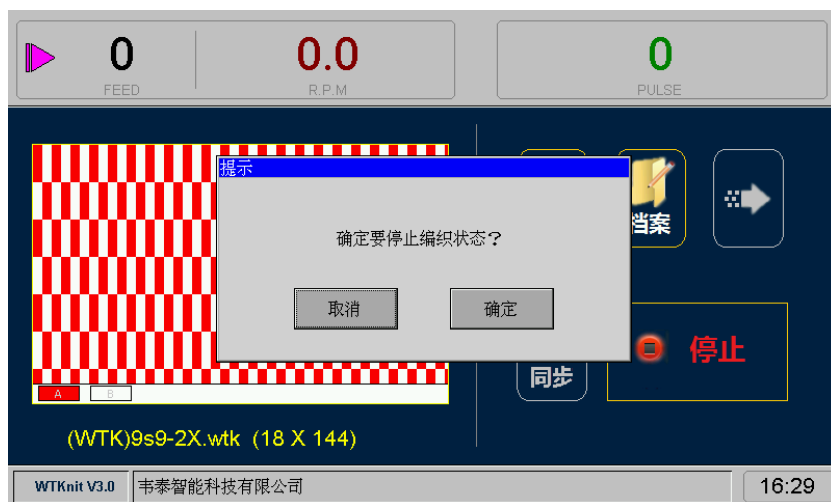 0
FEED
0.0
R.P.M
0
PULSE
提示
确定要停止编织状态?
取消
确定
档案
同步
停止
A
B
(WTK)9s9-2X.wtk (18 X 144)
WTKnit V3.0
韦泰智能科技有限公司
16:29